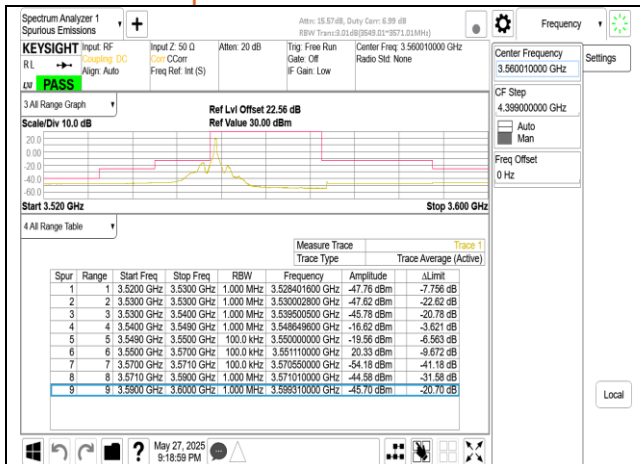 Spectrum Analyzer 1
Spurious Emissions
Attn: 15.57dB, Duty Corr: 6.99 dB
RBW Trans:3.01dB(3549.01~3571.01MHz)
Frequency
KEYSIGHT Input: RF Input Z: 50 Ω Atten: 20 dB Trig: Free Run Center Freq: 3.560010000 GHz
RL Coupling: DC Corr CCorr Gate: Off Radio Std: None
Align: Auto Freq Ref: Int (S) IF Gain: Low
LXI PASS
Center Frequency
3.560010000 GHz
Settings
CF Step
4.399000000 GHz
Auto
Man
Freq Offset
0 Hz
3 All Range Graph
Ref Lvl Offset 22.56 dB
Scale/Div 10.0 dB Ref Value 30.00 dBm
20.0
0.00
-20.0
-40.0
-60.0
Start 3.520 GHz Stop 3.600 GHz
4 All Range Table
Measure Trace Trace 1
Trace Type Trace Average (Active)
Spur Range Start Freq Stop Freq RBW Frequency Amplitude ΔLimit
1 1 3.5200 GHz 3.5300 GHz 1.000 MHz 3.528401600 GHz -47.76 dBm -7.756 dB
2 2 3.5300 GHz 3.5300 GHz 1.000 MHz 3.530002800 GHz -47.62 dBm -22.62 dB
3 3 3.5300 GHz 3.5400 GHz 1.000 MHz 3.539500500 GHz -45.78 dBm -20.78 dB
4 4 3.5400 GHz 3.5490 GHz 1.000 MHz 3.548649600 GHz -16.62 dBm -3.621 dB
5 5 3.5490 GHz 3.5500 GHz 100.0 kHz 3.550000000 GHz -19.56 dBm -6.563 dB
6 6 3.5500 GHz 3.5700 GHz 100.0 kHz 3.551110000 GHz 20.33 dBm -9.672 dB
7 7 3.5700 GHz 3.5710 GHz 100.0 kHz 3.570550000 GHz -54.18 dBm -41.18 dB
8 8 3.5710 GHz 3.5900 GHz 1.000 MHz 3.571010000 GHz -44.58 dBm -31.58 dB
9 9 3.5900 GHz 3.6000 GHz 1.000 MHz 3.599310000 GHz -45.70 dBm -20.70 dB
Local
May 27, 2025
9:18:59 PM